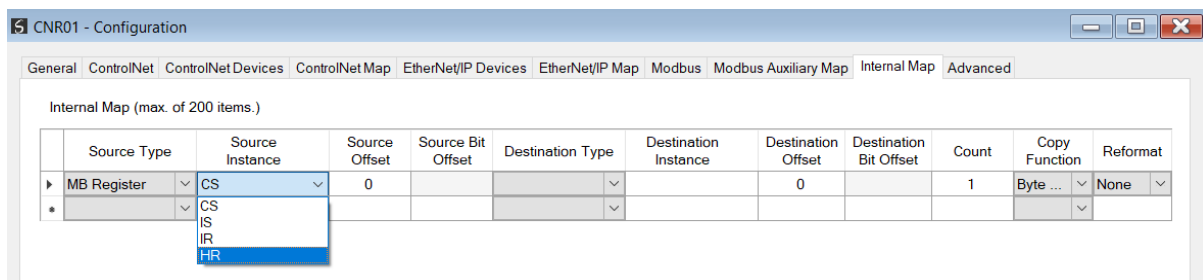 CNR01 - Configuration
General ControlNet ControlNet Devices ControlNet Map EtherNet/IP Devices EtherNet/IP Map Modbus Modbus Auxiliary Map Internal Map Advanced
Internal Map (max. of 200 items.)
Source Type Source Instance Source Offset Source Bit Offset Destination Type Destination Instance Destination Offset Destination Bit Offset Count Copy Function Reformat
MB Register CS 0 0 1 Byte ... None
CS
IS
IR
HR